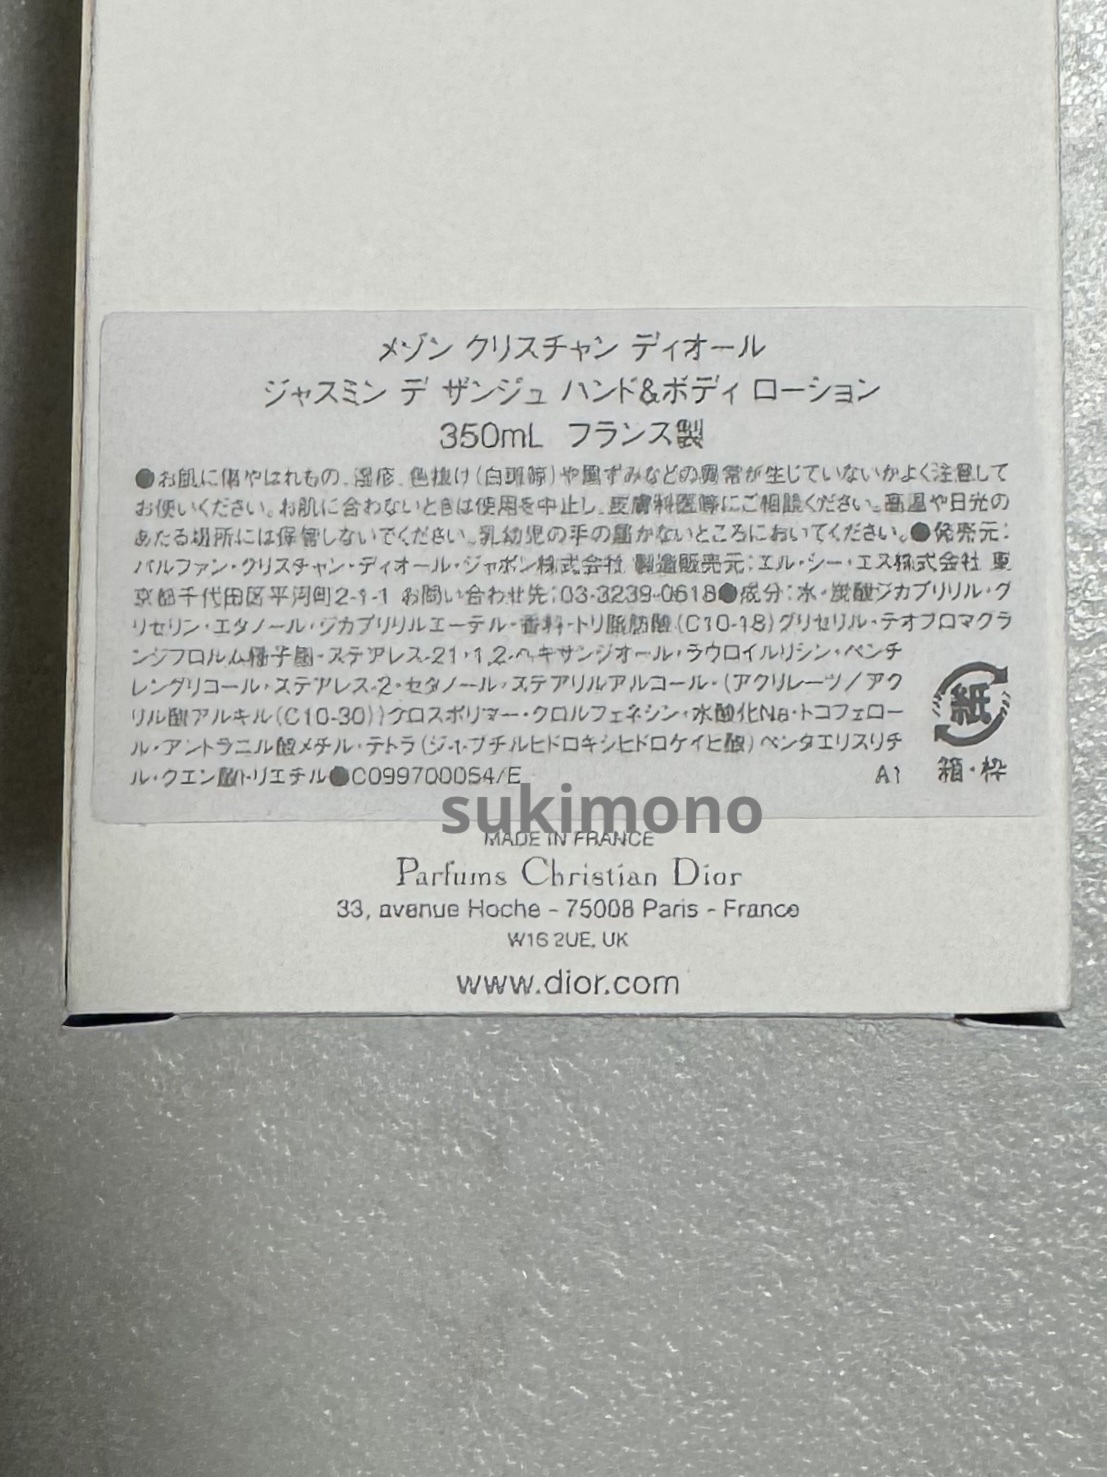 メゾン クリスチャン ディオール
ジャスミン デ ザンジュ ハンド&ボディ ローション
350mL フランス製
●お肌に傷やはれもの、湿疹、色抜け(白斑等)や黒ずみなどの異常が生じていないかよく注意して
お使いください。お肌に合わないときは使用を中止し、皮膚科医等にご相談ください。高温や日光の
あたる場所には保管しないでください。乳幼児の手の届かないところにおいてください。●発売元:
パルファン・クリスチャン・ディオール・ジャポン株式会社 製造販売元:エル・シー・エス株式会社 東
京都千代田区平河町2-1-1 お問い合わせ先:03-3239-0618●成分:水・炭酸ジカプリリル・グ
リセリン・エタノール・ジカプリリルエーテル・香料・トリ脂肪酸(C10-18)グリセリル・テオブロマグラ
ンジフロルム種子脂・ステアレス-21・1,2-ヘキサンジオール・ラウロイルリシン・ペンチ
レングリコール・ステアレス-2・セタノール・ステアリルアルコール・(アクリレーツ/アク
リル酸アルキル(C10-30))クロスポリマー・クロルフェネシン・水酸化Na・トコフェロー
ル・アントラニル酸メチル・テトラ(ジ-t-ブチルヒドロキシヒドロケイヒ酸)ペンタエリスリチ
ル・クエン酸トリエチル●C099700054/E A1
紙
箱・枠
sukimono
MADE IN FRANCE
Parfums Christian Dior
33, avenue Hoche - 75008 Paris - France
W1S 2UE, UK
www.dior.com